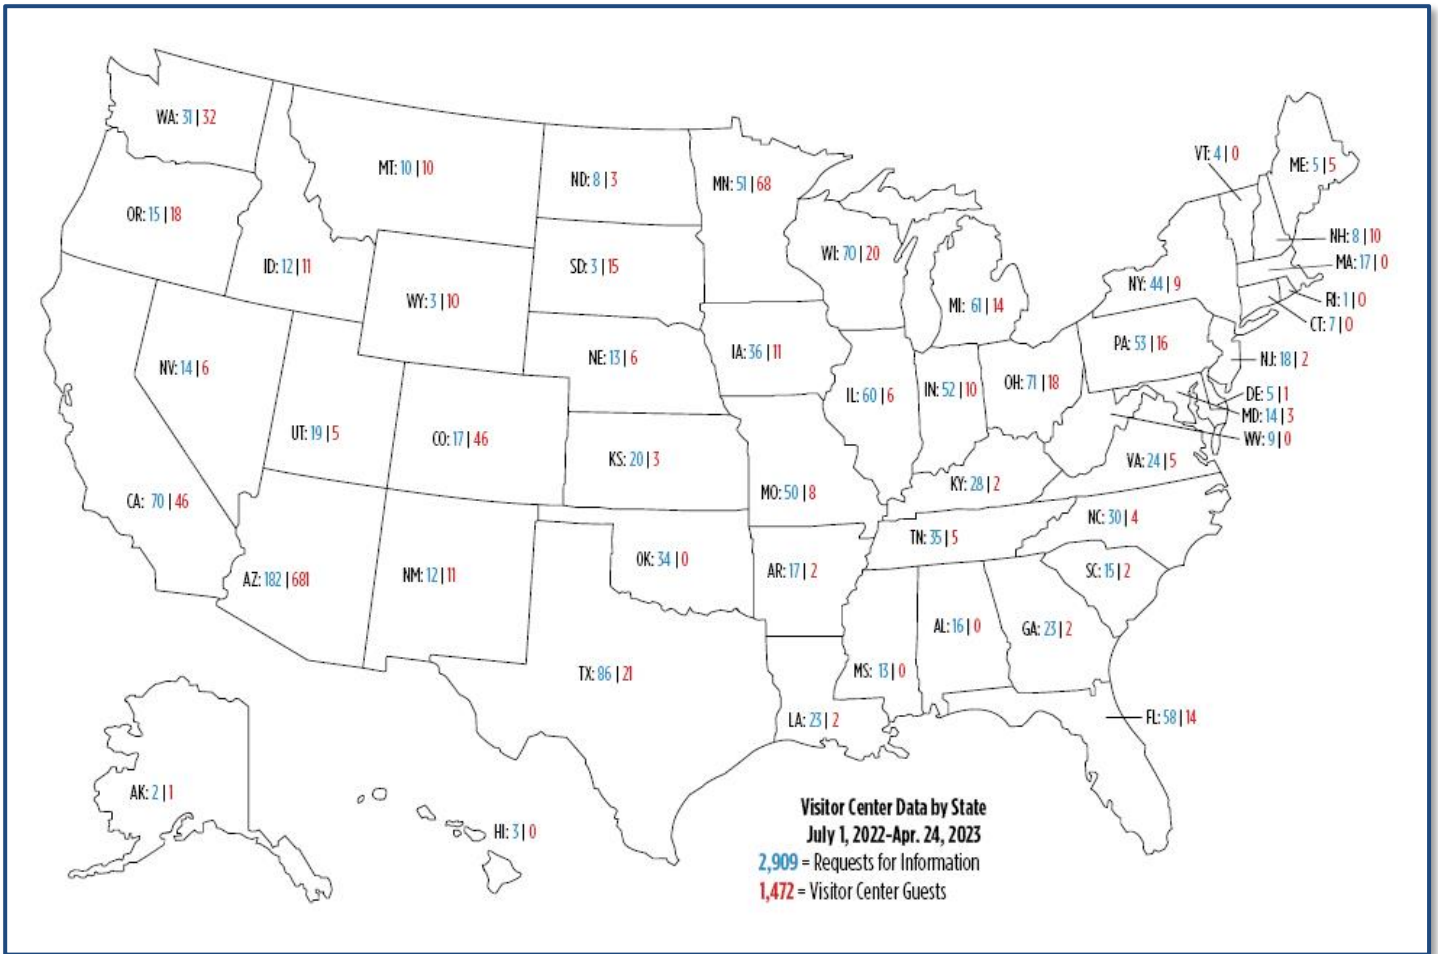 WA: 31 | 32
MT: 10 | 10
ND: 8 | 3
MN: 51 | 68
VT: 4 | 0
ME: 5 | 5
OR: 15 | 18
ID: 12 | 11
SD: 3 | 15
WI: 70 | 20
NH: 8 | 10
MA: 17 | 0
WY: 3 | 10
MI: 61 | 14
NY: 44 | 9
RI: 1 | 0
CT: 7 | 0
NV: 14 | 6
NE: 13 | 6
IA: 36 | 11
PA: 53 | 16
NJ: 18 | 2
IL: 60 | 6
IN: 52 | 10
OH: 71 | 18
DE: 5 | 1
MD: 14 | 3
WV: 9 | 0
UT: 19 | 5
CO: 17 | 46
KS: 20 | 3
VA: 24 | 5
CA: 70 | 46
MO: 50 | 8
KY: 28 | 2
NC: 30 | 4
AZ: 182 | 681
NM: 12 | 11
OK: 34 | 0
AR: 17 | 2
TN: 35 | 5
SC: 15 | 2
AL: 16 | 0
GA: 23 | 2
TX: 86 | 21
MS: 13 | 0
LA: 23 | 2
FL: 58 | 14
AK: 2 | 1
HI: 3 | 0
Visitor Center Data by State
July 1, 2022-Apr. 24, 2023
2,909 = Requests for Information
1,472 = Visitor Center Guests